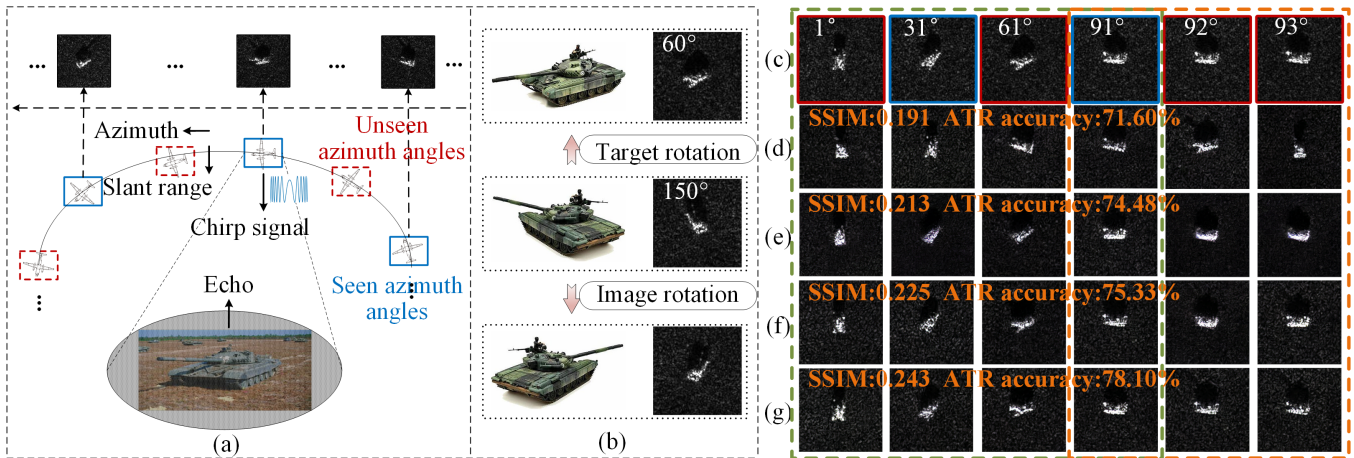 ...
...
...
...
Azimuth
Unseen
azimuth angles
Slant range
Chirp signal
Seen azimuth
angles
...
...
Echo
(a)
60°
Target rotation
150°
Image rotation
(b)
(c)
1°
31°
61°
91°
92°
93°
(d)
SSIM:0.191 ATR accuracy:71.60%
(e)
SSIM:0.213 ATR accuracy:74.48%
(f)
SSIM:0.225 ATR accuracy:75.33%
(g)
SSIM:0.243 ATR accuracy:78.10%